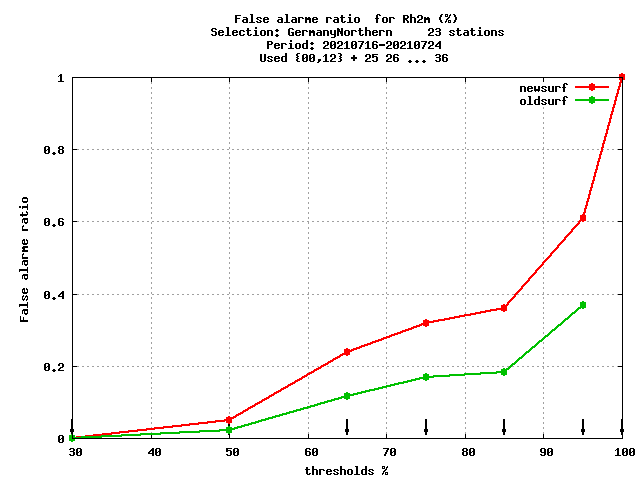 False alarme ratio  for Rh2m (%)
Selection: GermanyNorthern     23 stations
Period: 20210716-20210724
Used {00,12} + 25 26 ... 36
newsurf
oldsurf
1
0.8
0.6
0.4
0.2
0
False alarme ratio
30 40 50 60 70 80 90 100
thresholds %